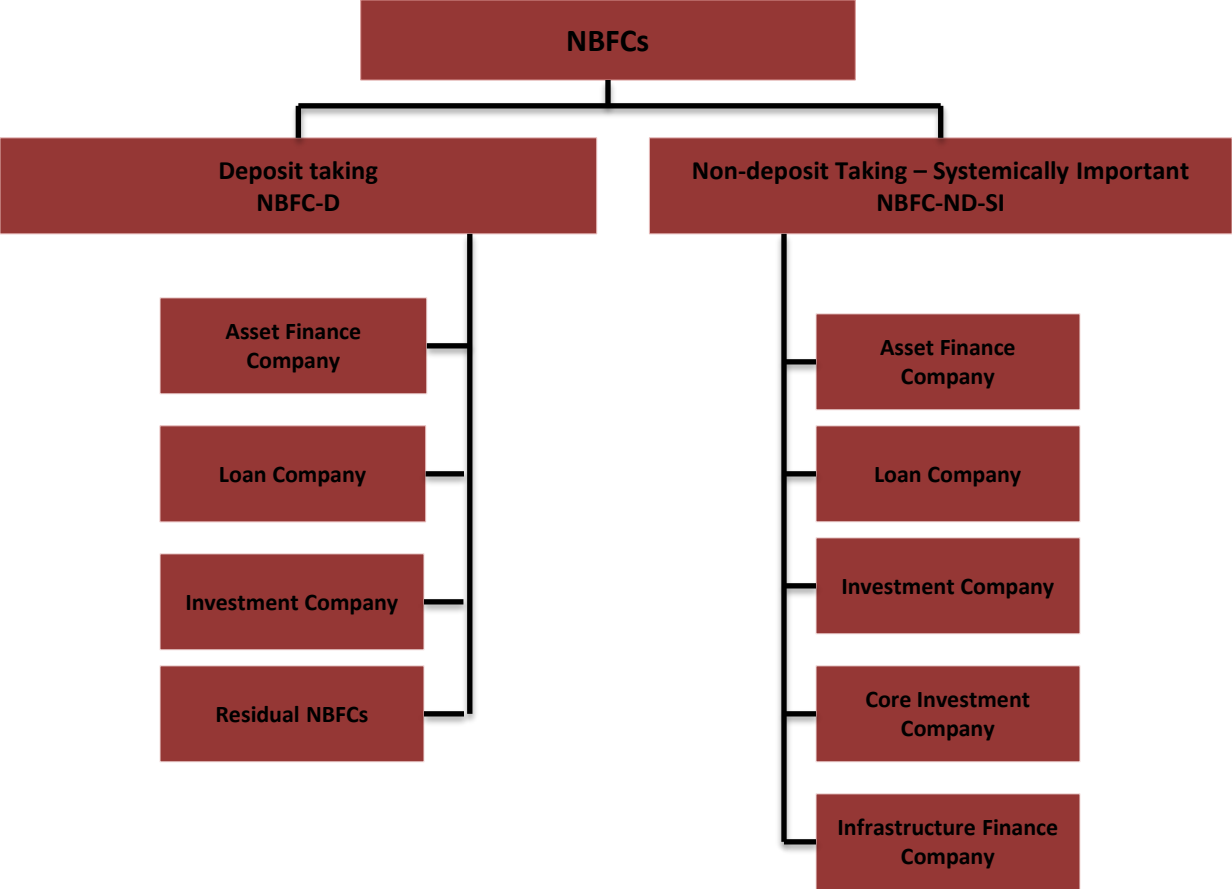 NBFCs
Deposit taking
NBFC-D
Non-deposit Taking – Systemically Important
NBFC-ND-SI
Asset Finance
Company
Loan Company
Investment Company
Residual NBFCs
Asset Finance
Company
Loan Company
Investment Company
Core Investment
Company
Infrastructure Finance
Company